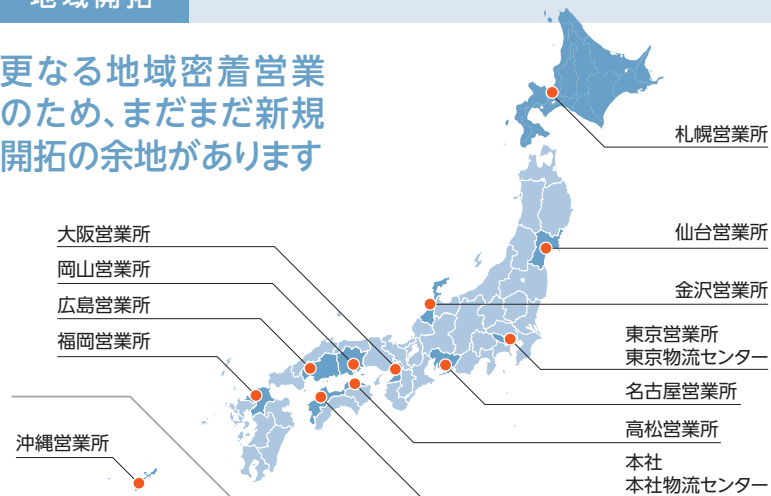 地域開拓
更なる地域密着営業
のため、まだまだ新規
開拓の余地があります
札幌営業所
仙台営業所
金沢営業所
東京営業所
東京物流センター
名古屋営業所
高松営業所
本社
本社物流センター
大阪営業所
岡山営業所
広島営業所
福岡営業所
沖縄営業所